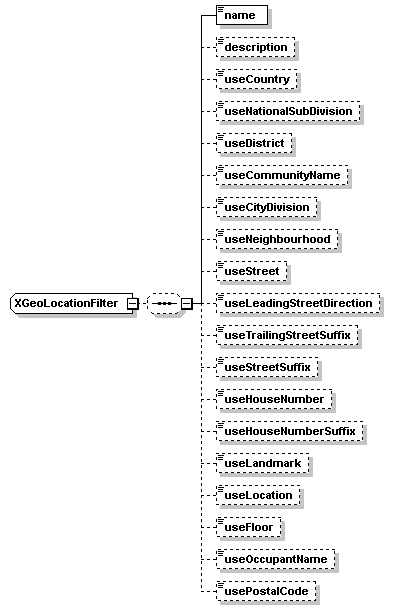 name
description
useCountry
useNationalSubDivision
useDistrict
useCommunityName
useCityDivision
useNeighbourhood
useStreet
XGeoLocationFilter
useLeadingStreetDirection
useTrailingStreetSuffix
useStreetSuffix
useHouseNumber
useHouseNumberSuffix
useLandmark
useLocation
useFloor
useOccupantName
usePostalCode